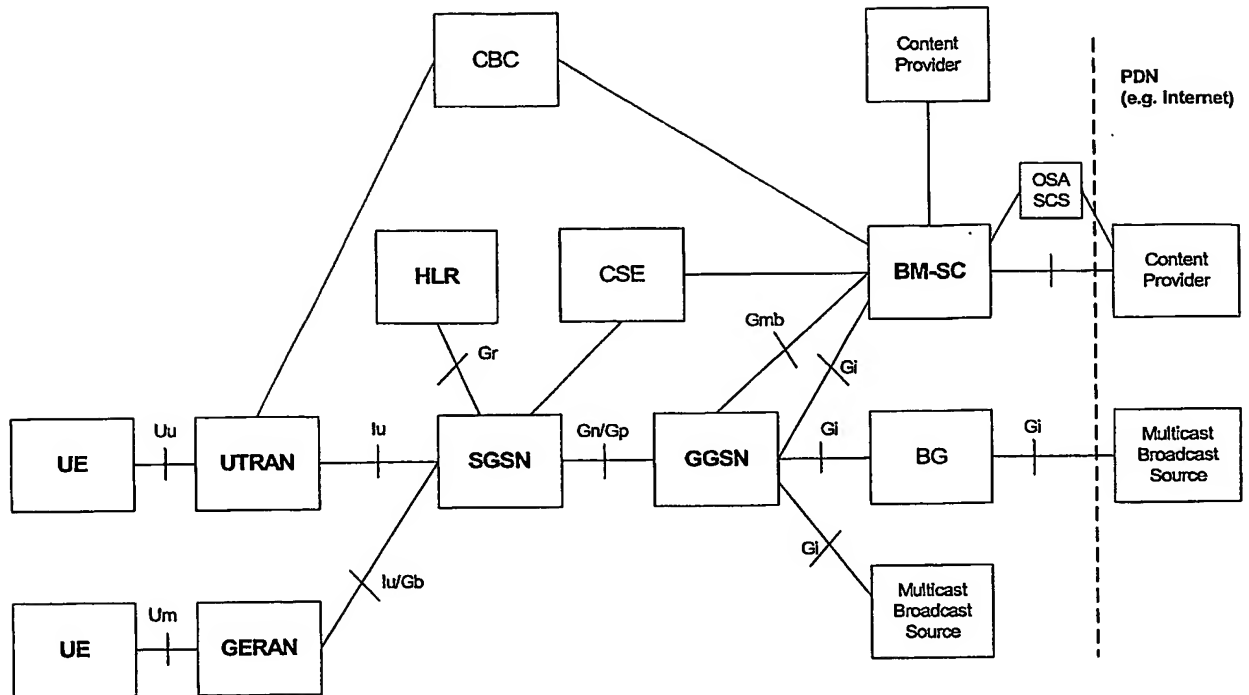 CBC
Content
Provider
PDN
(e.g. Internet)
OSA
SCS
HLR
CSE
BM-SC
Content
Provider
Gmb
Gr
Gi
Uu
Iu
Gn/Gp
Gi
Gi
UE
UTRAN
SGSN
GGSN
BG
Multicast
Broadcast
Source
Gi
Iu/Gb
Um
UE
GERAN
Multicast
Broadcast
Source